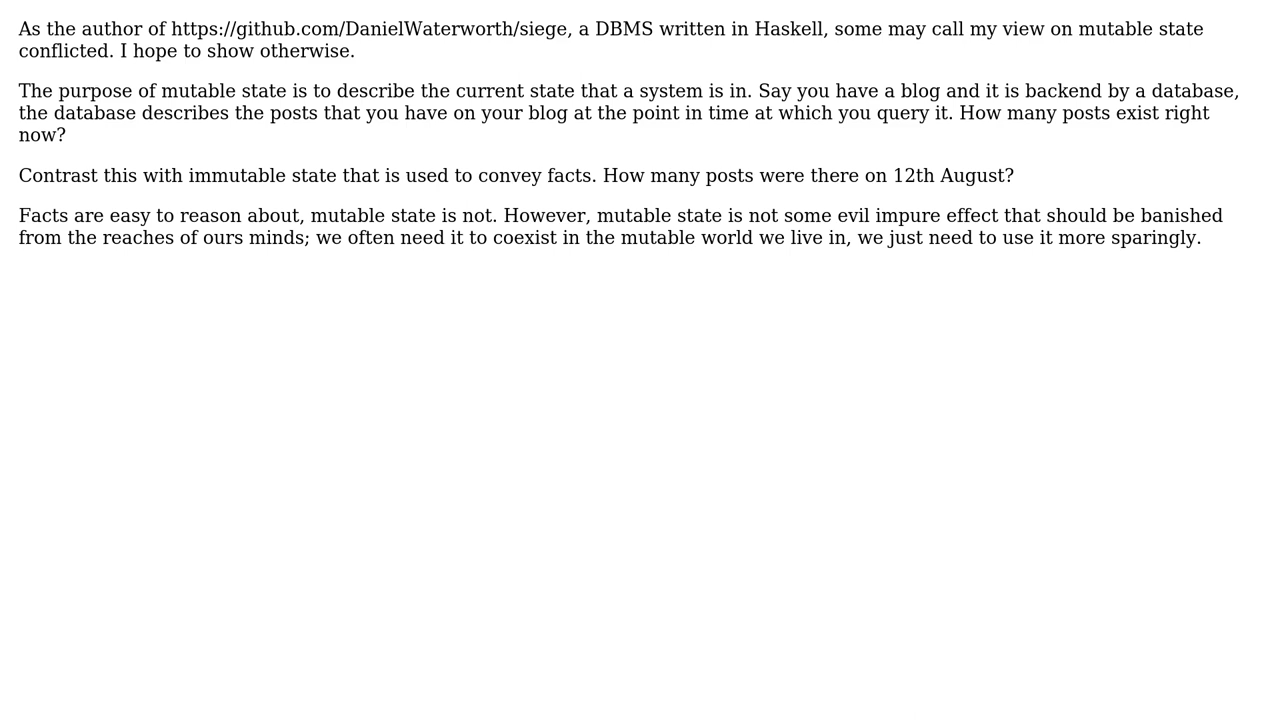 As the author of https://github.com/DanielWaterworth/siege, a DBMS written in Haskell, some may call my view on mutable state
conflicted. I hope to show otherwise.
The purpose of mutable state is to describe the current state that a system is in. Say you have a blog and it is backend by a database,
the database describes the posts that you have on your blog at the point in time at which you query it. How many posts exist right
now?
Contrast this with immutable state that is used to convey facts. How many posts were there on 12th August?
Facts are easy to reason about, mutable state is not. However, mutable state is not some evil impure effect that should be banished
from the reaches of ours minds; we often need it to coexist in the mutable world we live in, we just need to use it more sparingly.